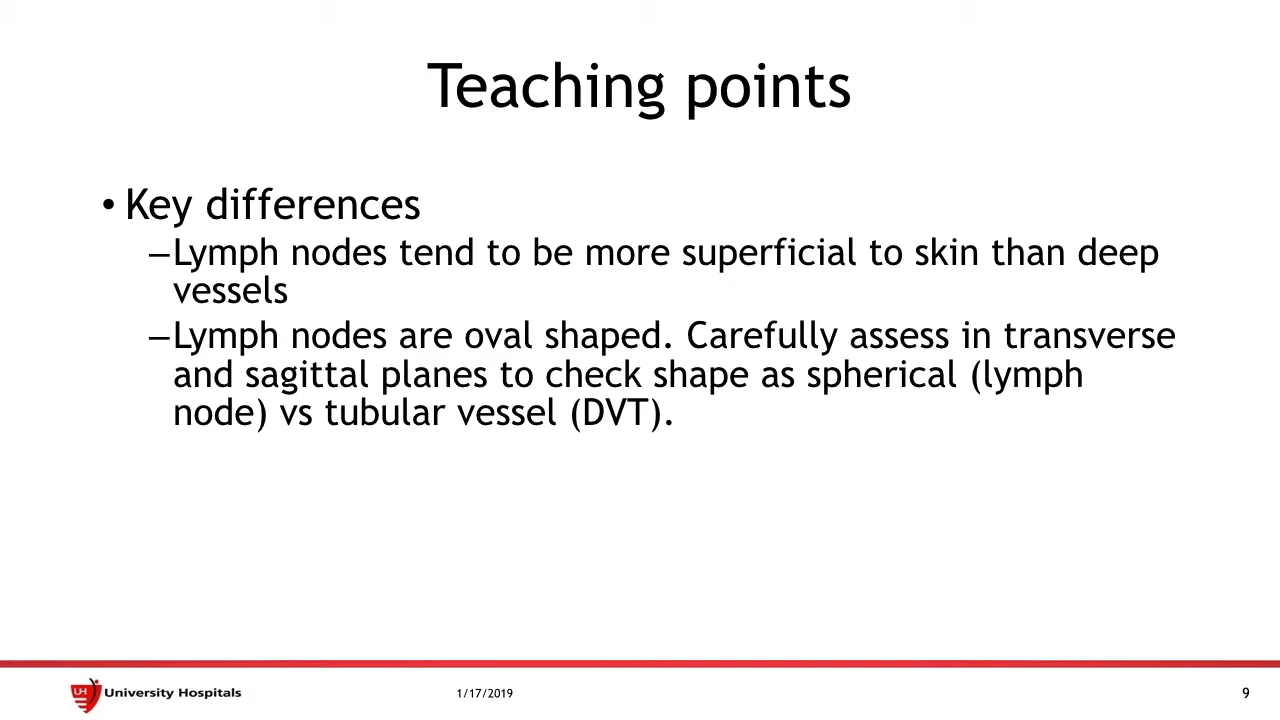 Teaching points
• Key differences
–Lymph nodes tend to be more superficial to skin than deep
vessels
–Lymph nodes are oval shaped. Carefully assess in transverse
and sagittal planes to check shape as spherical (lymph
node) vs tubular vessel (DVT).
UH University Hospitals
1/17/2019
9